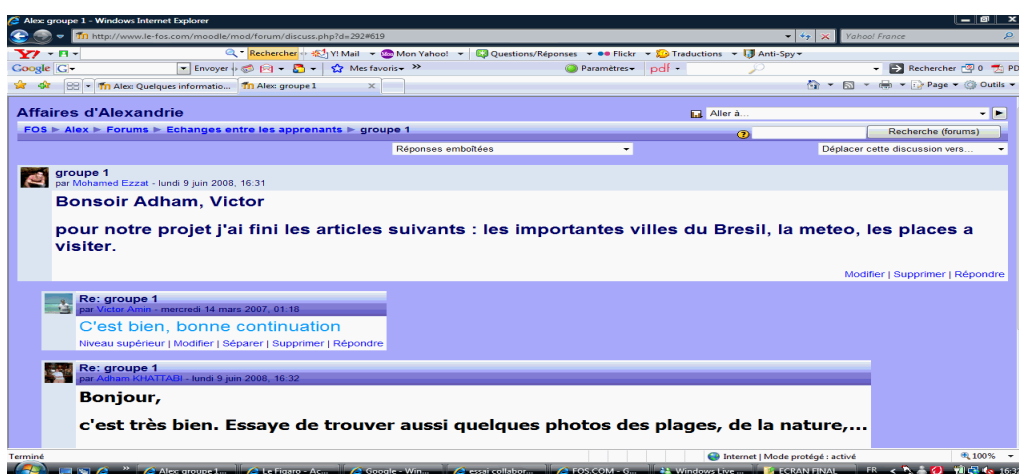 Alex: groupe 1 - Windows Internet Explorer
http://www.le-fos.com/moodle/mod/forum/discuss.php?d=292#619
Yahoo! France
Rechercher Y! Mail Mon Yahoo! Questions/Réponses Flickr Traductions Anti-Spy
Google Envoyer Mes favoris Paramètres pdf Rechercher 0 PD
Alex: Quelques informatio... Alex: groupe 1 Page Outils
Affaires d'Alexandrie Aller à...
FOS ► Alex ► Forums ► Echanges entre les apprenants ► groupe 1 Recherche (forums)
Réponses emboîtées Déplacer cette discussion vers...
groupe 1
par Mohamed Ezzat - lundi 9 juin 2008, 16:31
Bonsoir Adham, Victor
pour notre projet j'ai fini les articles suivants : les importantes villes du Bresil, la meteo, les places a
visiter.
Modifier | Supprimer | Répondre
Re: groupe 1
par Victor Amin - mercredi 14 mars 2007, 01:18
C'est bien, bonne continuation
Niveau supérieur | Modifier | Séparer | Supprimer | Répondre
Re: groupe 1
par Adham KHATTABI - lundi 9 juin 2008, 16:32
Bonjour,
c'est très bien. Essaye de trouver aussi quelques photos des plages, de la nature,...
Terminé Internet | Mode protégé : activé 100%
Alex: groupe 1... Le Figaro - Ac... Google - Win... essai collabor... FOS.COM - G... Windows Live ... ECRAN FINAL FR 16:32